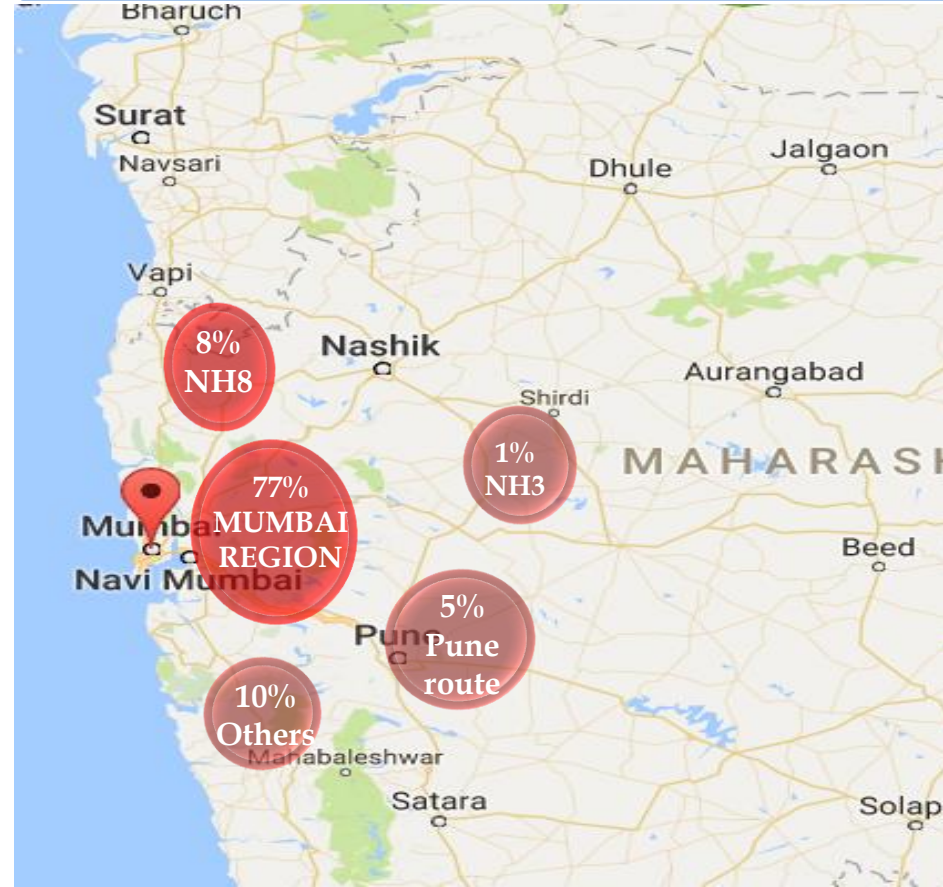 Bharuch
Surat
Navsari
Dhule
Jalgaon
Vapi
8%
NH8
Nashik
Shirdi
Aurangabad
1%
NH3
MAHARASH
77%
MUMBAI
REGION
Mumbai
Navi Mumbai
Beed
5%
Pune
route
Pune
10%
Others
Mahabaleshwar
Satara
Solap